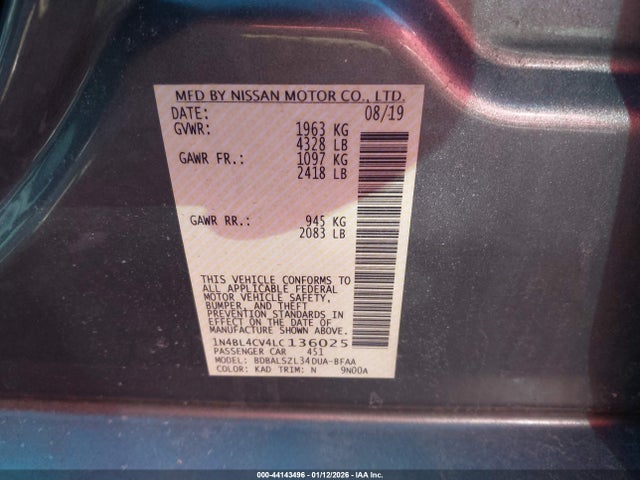 MFD BY NISSAN MOTOR CO., LTD.
DATE: 08/19
GVWR: 1963 KG
4328 LB
GAWR FR.: 1097 KG
2418 LB
GAWR RR.: 945 KG
2083 LB
THIS VEHICLE CONFORMS TO
ALL APPLICABLE FEDERAL
MOTOR VEHICLE SAFETY,
BUMPER, AND THEFT
PREVENTION STANDARDS IN
EFFECT ON THE DATE OF
MANUFACTURE SHOWN ABOVE.
1N4BL4CV4LC136025
PASSENGER CAR 451
MODEL: BDBALSZL34DUA-BFAA
COLOR: KAD TRIM: N 9N00A
000-44143496 - 01/12/2026 - IAA Inc.